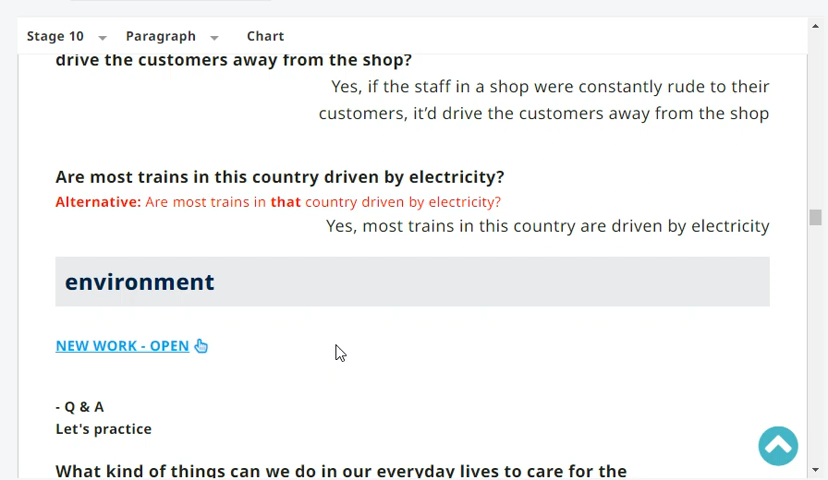 Stage 10 Paragraph Chart
drive the customers away from the shop?
Yes, if the staff in a shop were constantly rude to their
customers, it’d drive the customers away from the shop
Are most trains in this country driven by electricity?
Alternative: Are most trains in that country driven by electricity?
Yes, most trains in this country are driven by electricity
environment
NEW WORK - OPEN
- Q & A
Let's practice
What kind of things can we do in our everyday lives to care for the